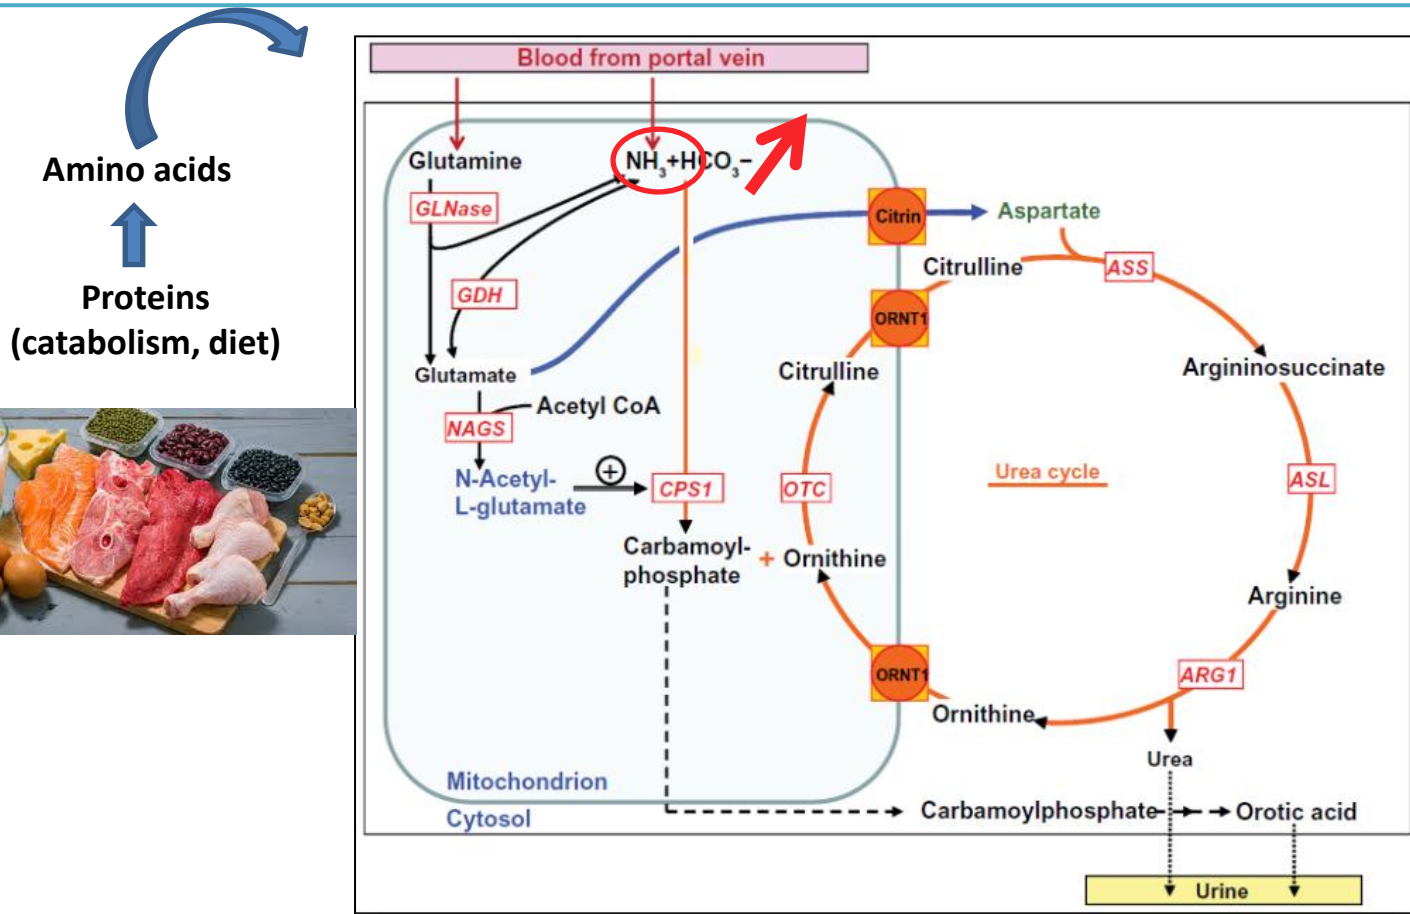 Blood from portal vein
Amino acids
Proteins
(catabolism, diet)
Glutamine
NH₃+HCO₃−
GLNase
GDH
Glutamate
Acetyl CoA
NAGS
N-Acetyl-
L-glutamate
+
CPS1
Carbamoyl-
phosphate
+
Ornithine
OTC
Citrulline
Citrin
Aspartate
ORNT1
Citrulline
ASS
Argininosuccinate
Urea cycle
ASL
Arginine
ARG1
ORNT1
Ornithine
Urea
Mitochondrion
Cytosol
Carbamoylphosphate
Orotic acid
Urine